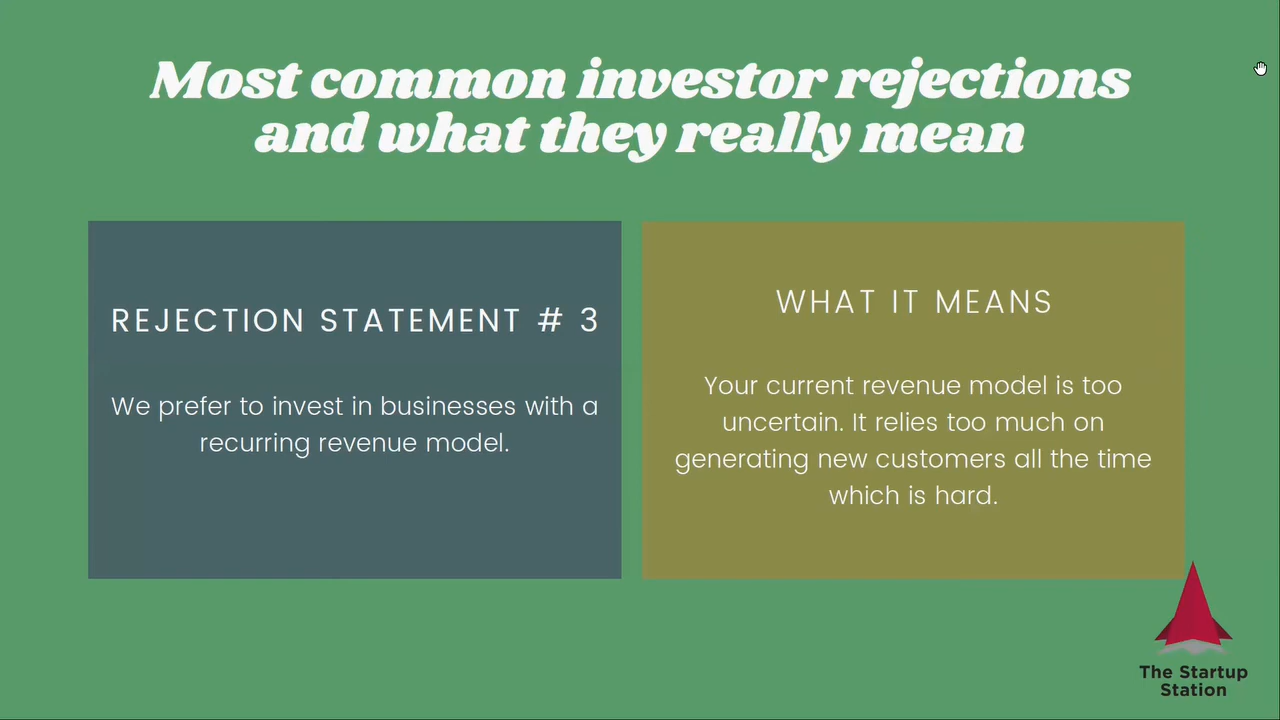 Most common investor rejections
and what they really mean
REJECTION STATEMENT # 3
We prefer to invest in businesses with a
recurring revenue model.
WHAT IT MEANS
Your current revenue model is too
uncertain. It relies too much on
generating new customers all the time
which is hard.
The Startup
Station